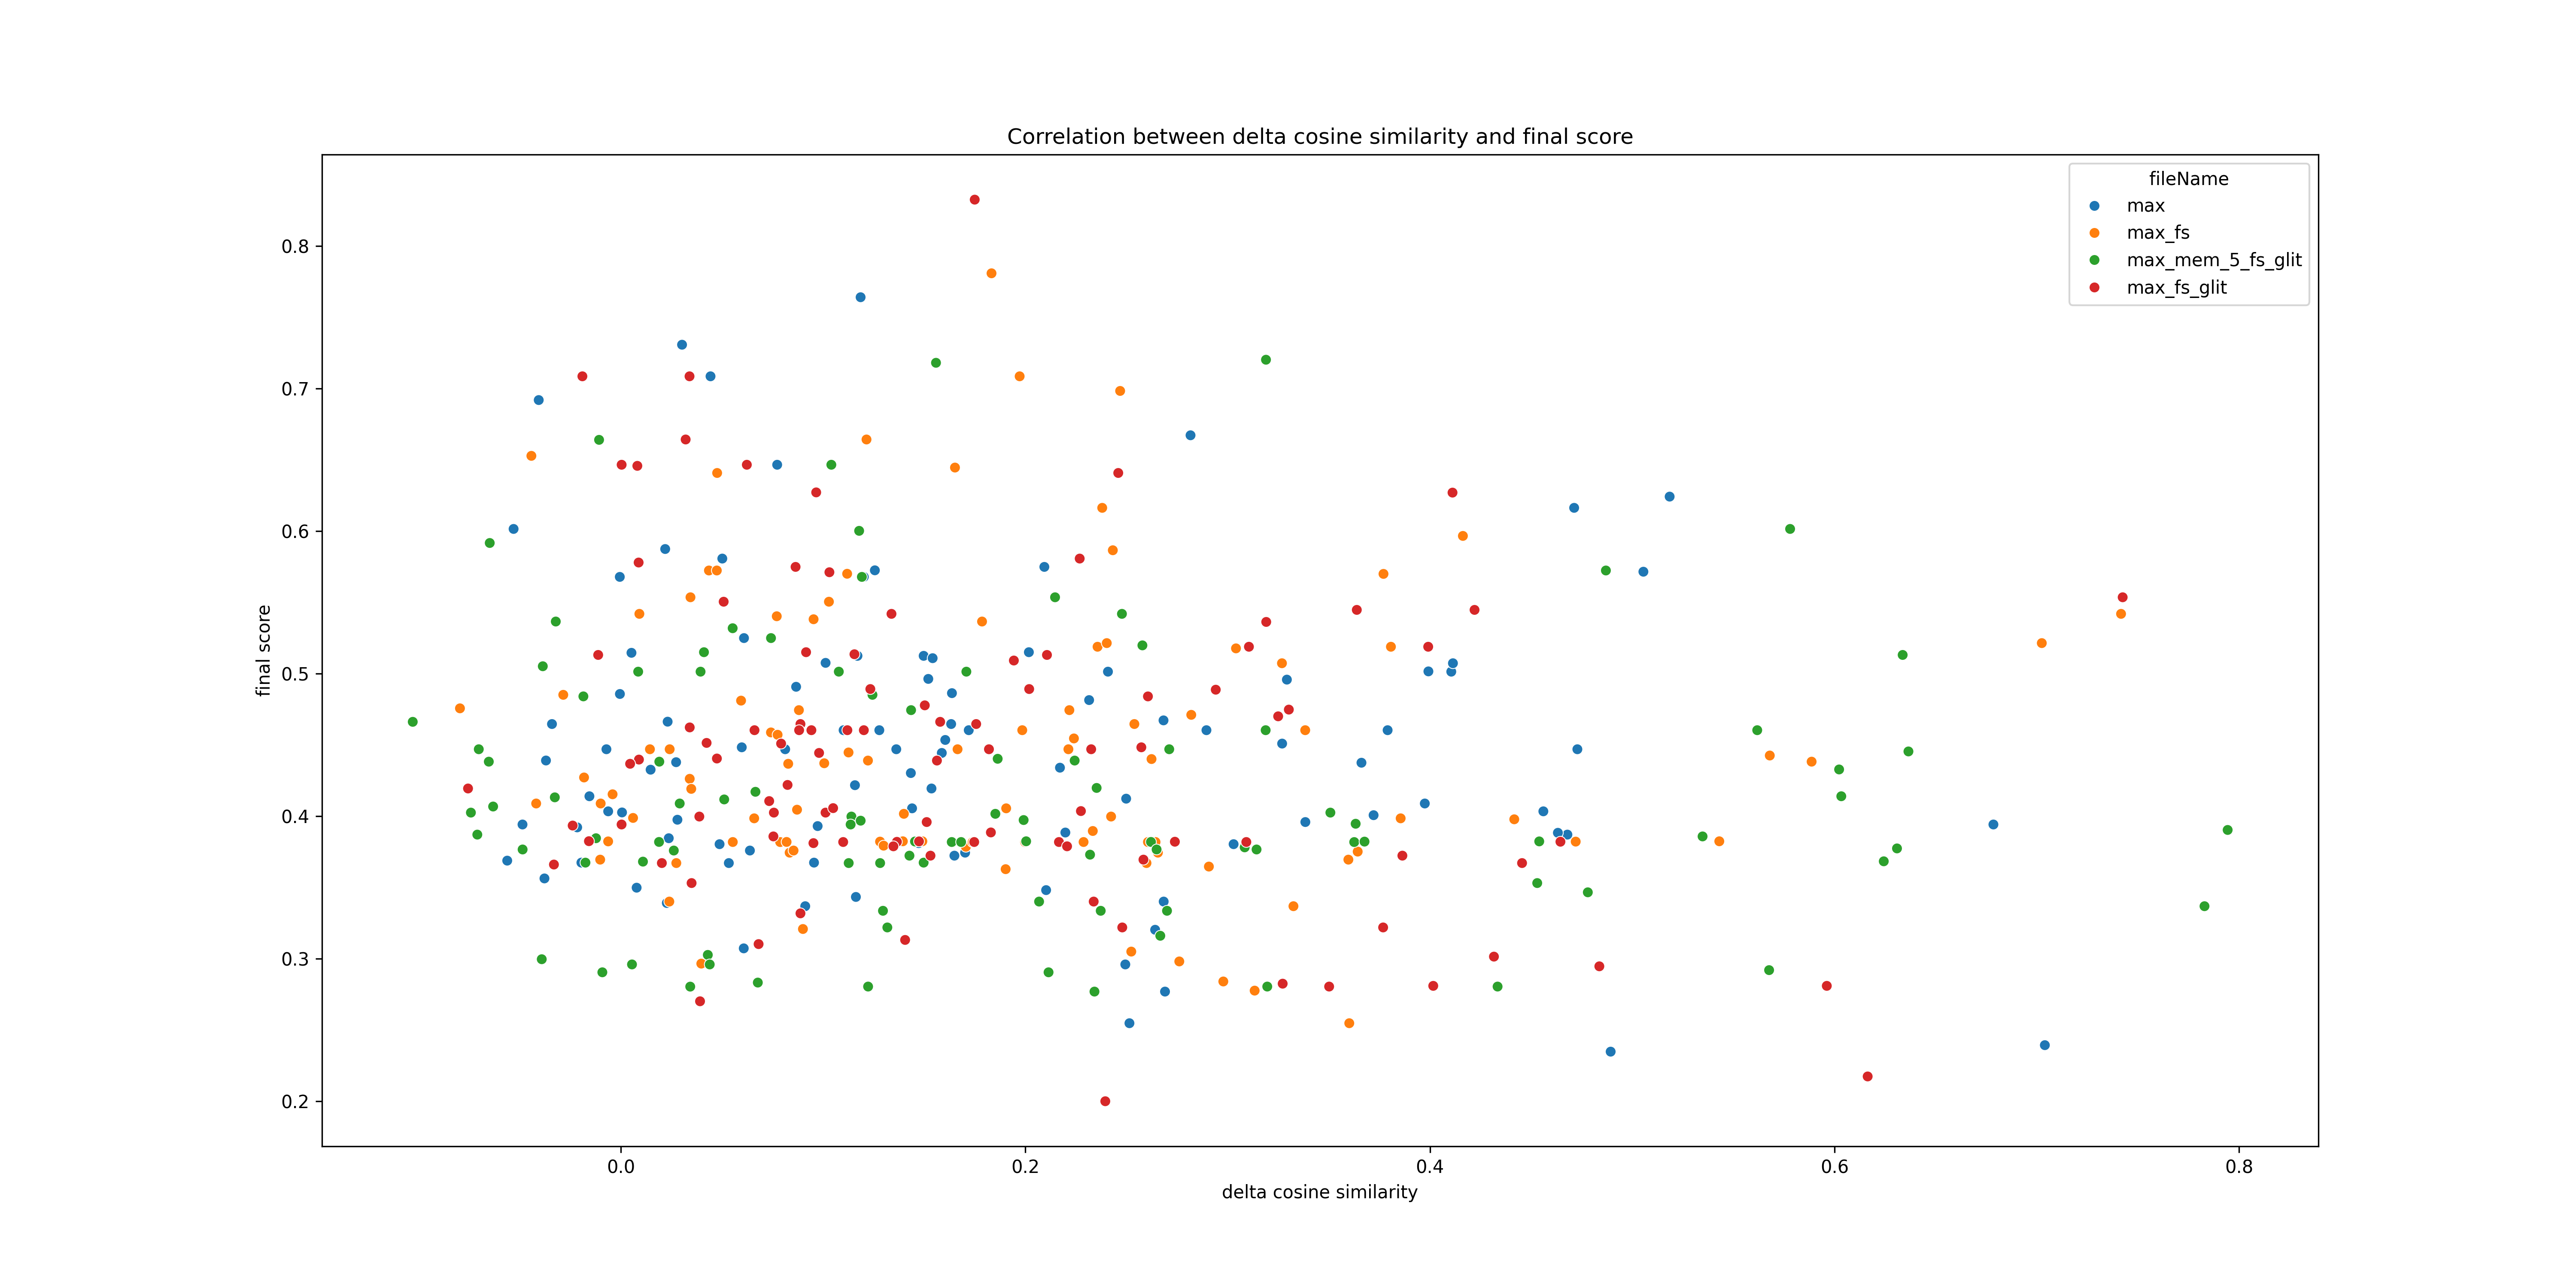 Correlation between delta cosine similarity and final score
fileName
max
max_fs
max_mem_5_fs_glit
max_fs_glit
final score
0.8
0.7
0.6
0.5
0.4
0.3
0.2
0.0 0.2 0.4 0.6 0.8
delta cosine similarity